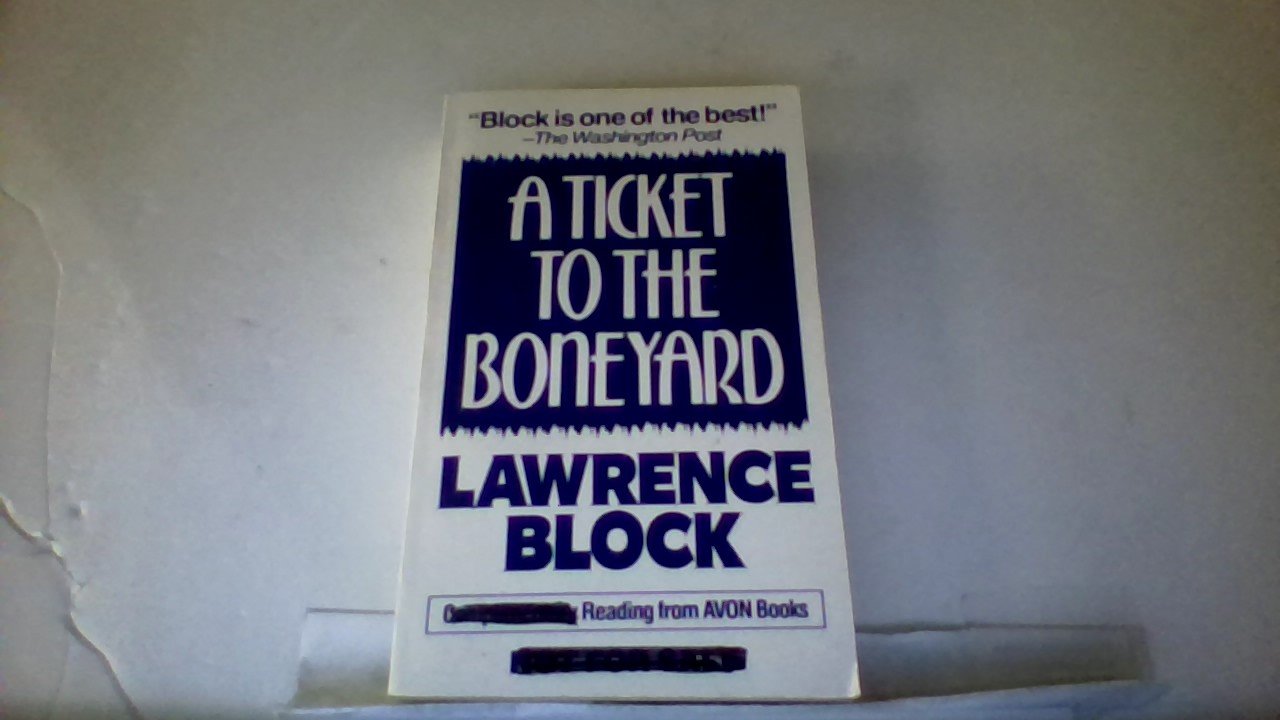 "Block is one of the best!"
–The Washington Post
A TICKET
TO THE
BONEYARD
LAWRENCE
BLOCK
Reading from AVON Books